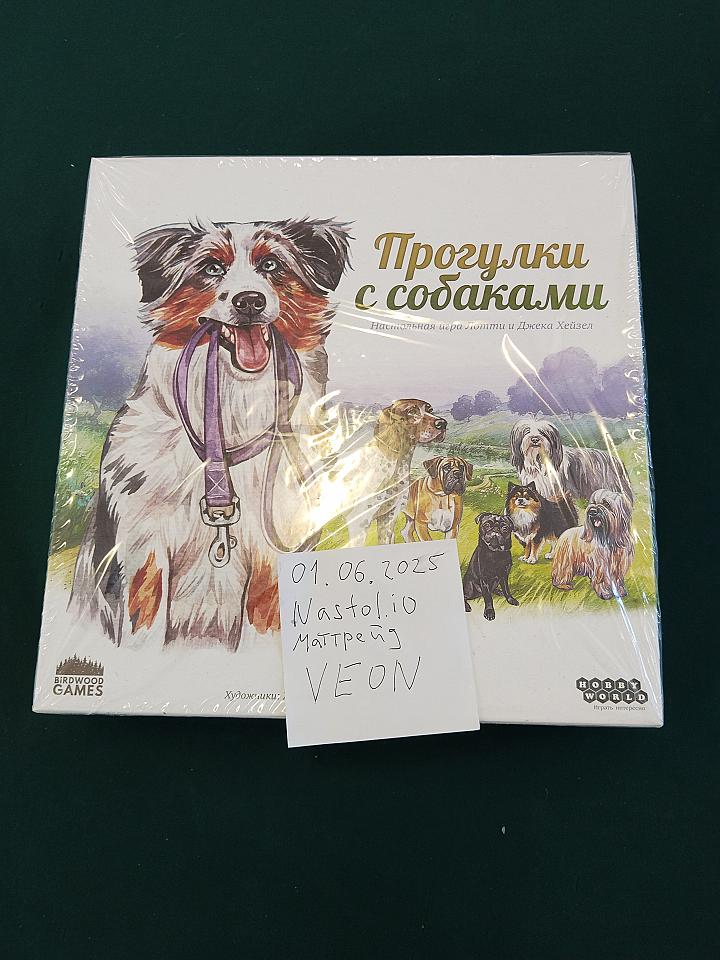 Прогулки
с собаками
Настольная игра Лотти и Джека Хейзел
01.06.2025
Nastol.io
Маттрейд
VEON
BIRDWOOD
GAMES
Художники:
HOBBY
WORLD
Играть интересно